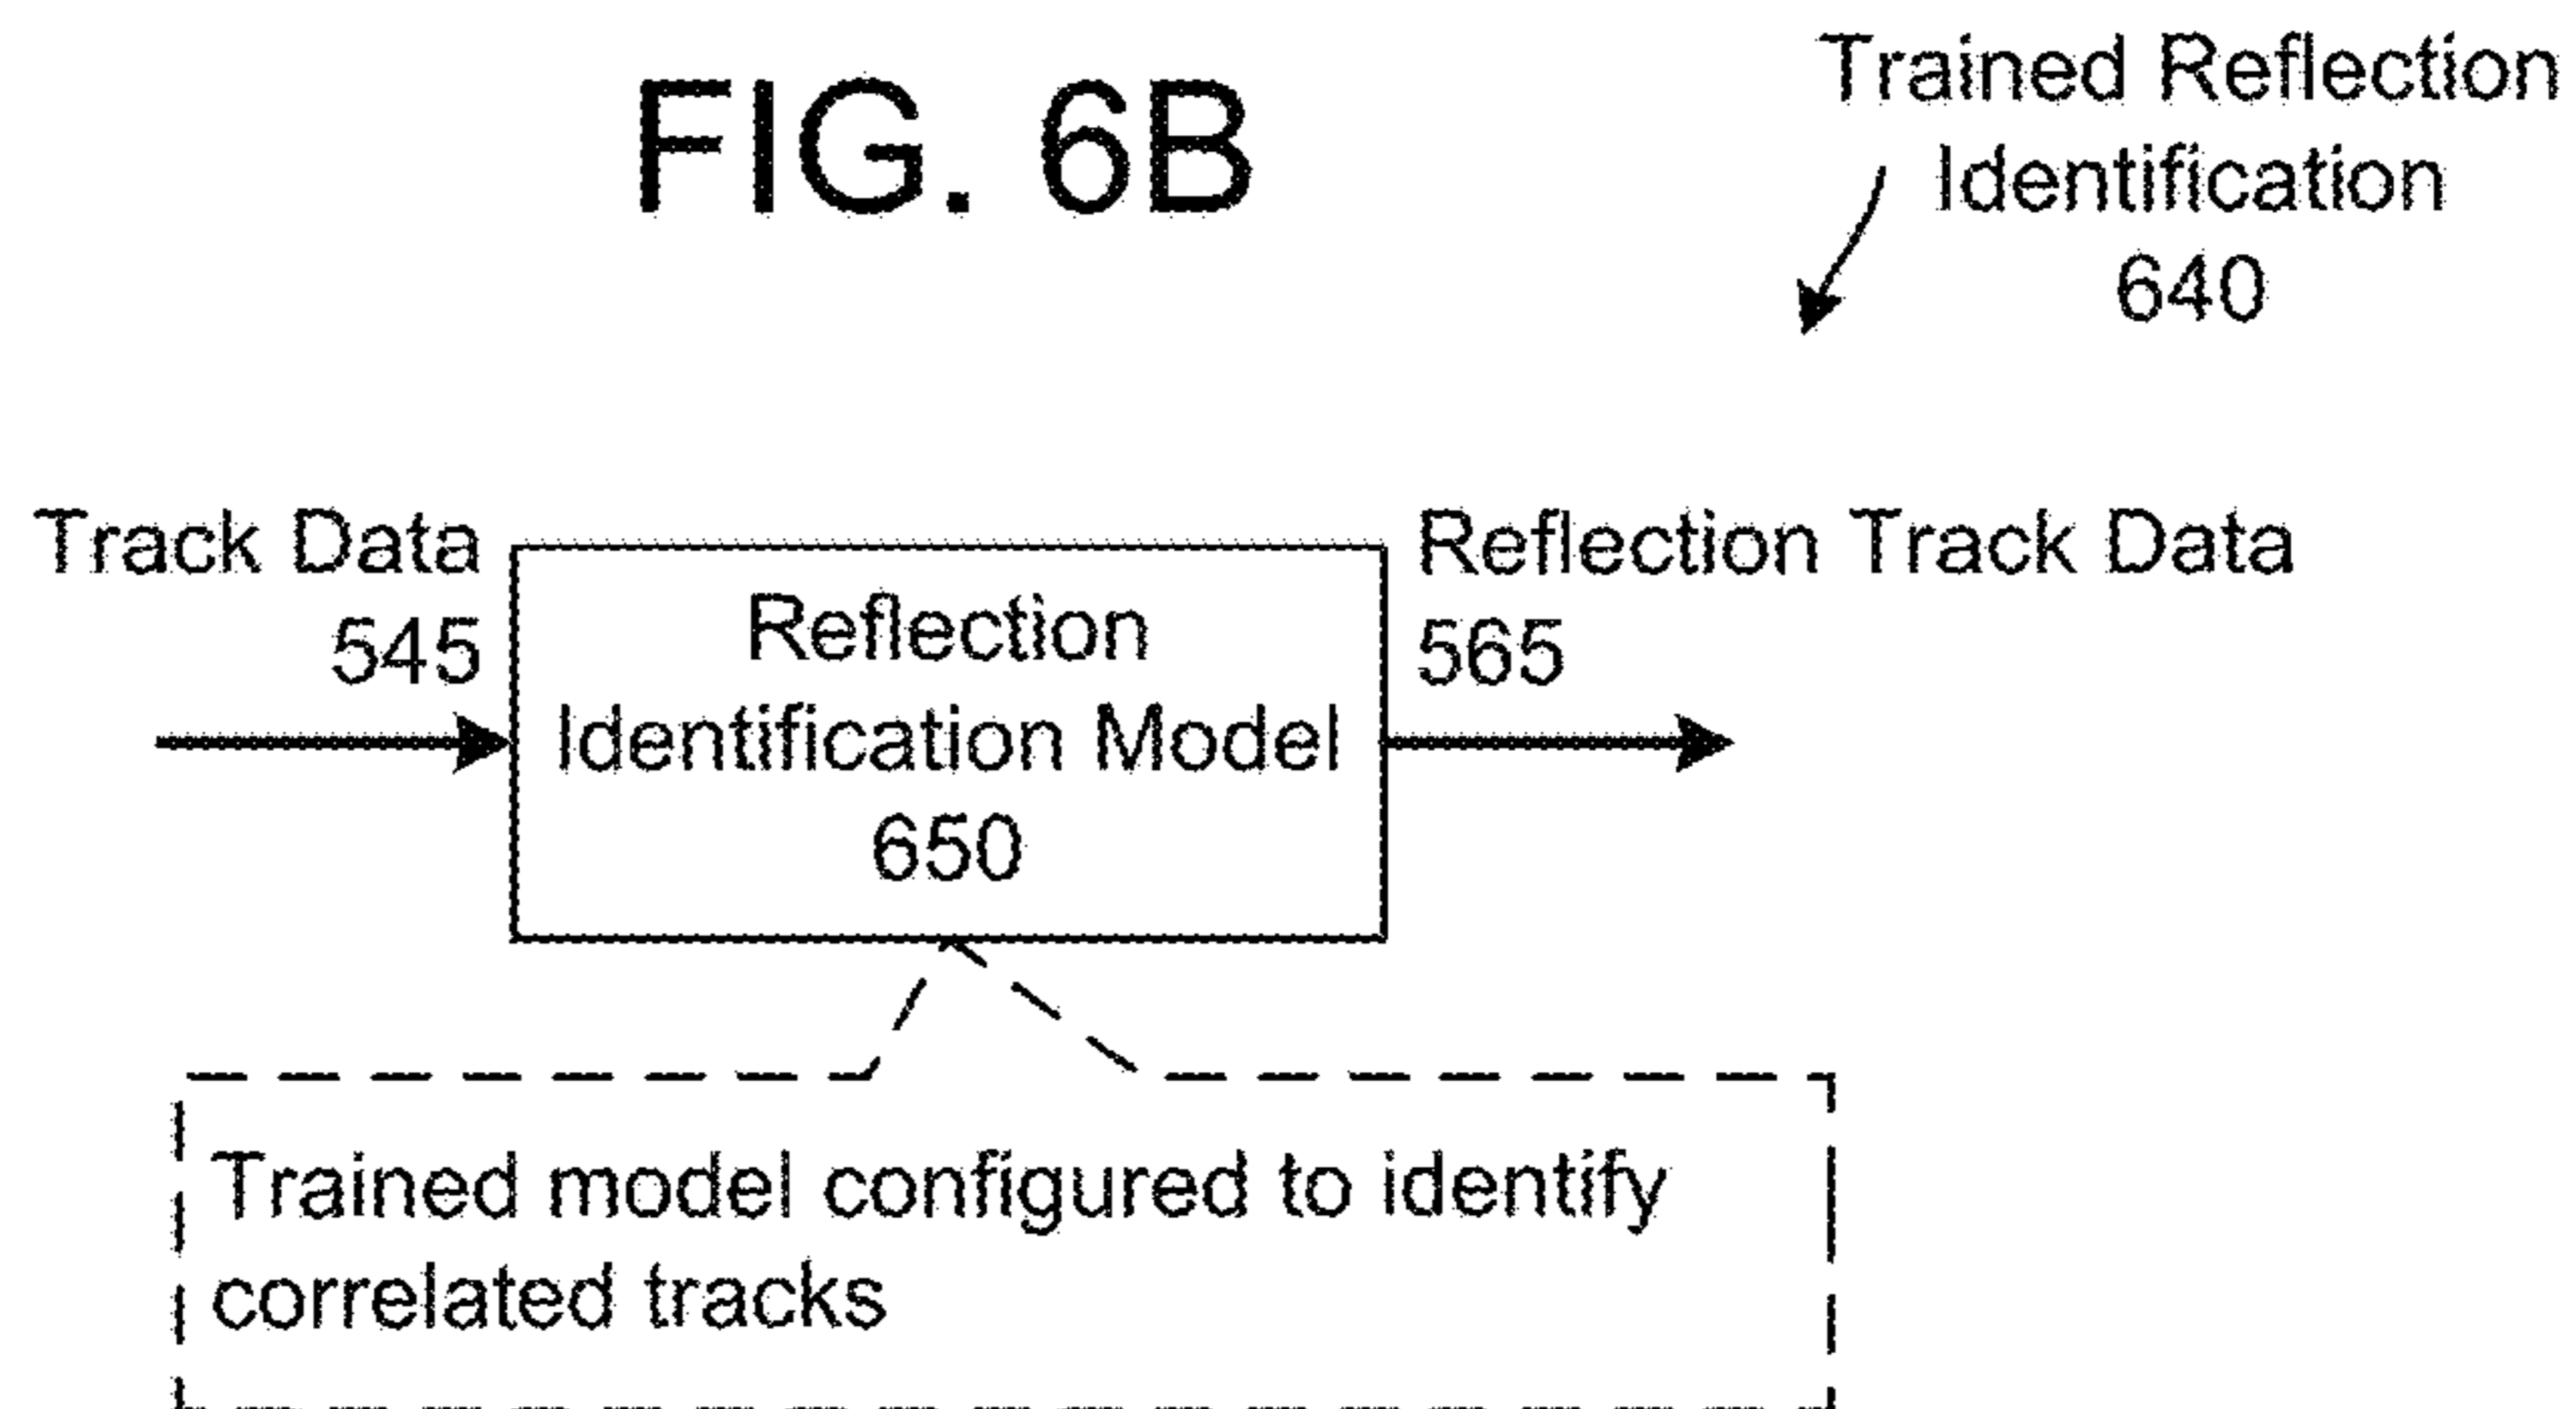 FIG. 6B
Trained Reflection
Identification
640
Track Data
545
Reflection
Identification Model
650
Reflection Track Data
565
Trained model configured to identify
correlated tracks